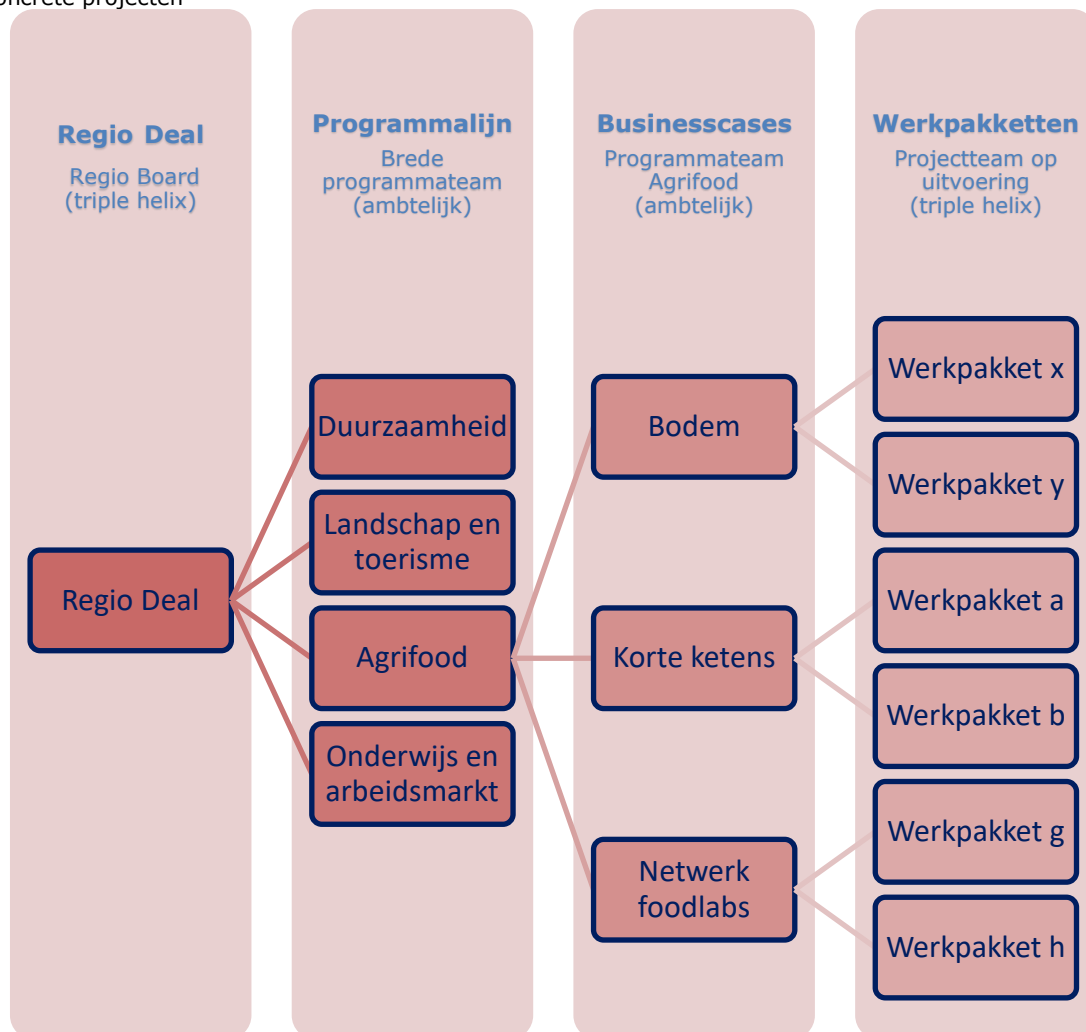 concrete projecten
Regio Deal
Regio Board
(triple helix)
Programmalijn
Brede
programmateam
(ambtelijk)
Businesscases
Programmateam
Agrifood
(ambtelijk)
Werkpakketten
Projectteam op
uitvoering
(triple helix)
Regio Deal
Duurzaamheid
Landschap en
toerisme
Agrifood
Onderwijs en
arbeidsmarkt
Bodem
Korte ketens
Netwerk
foodlabs
Werkpakket x
Werkpakket y
Werkpakket a
Werkpakket b
Werkpakket g
Werkpakket h